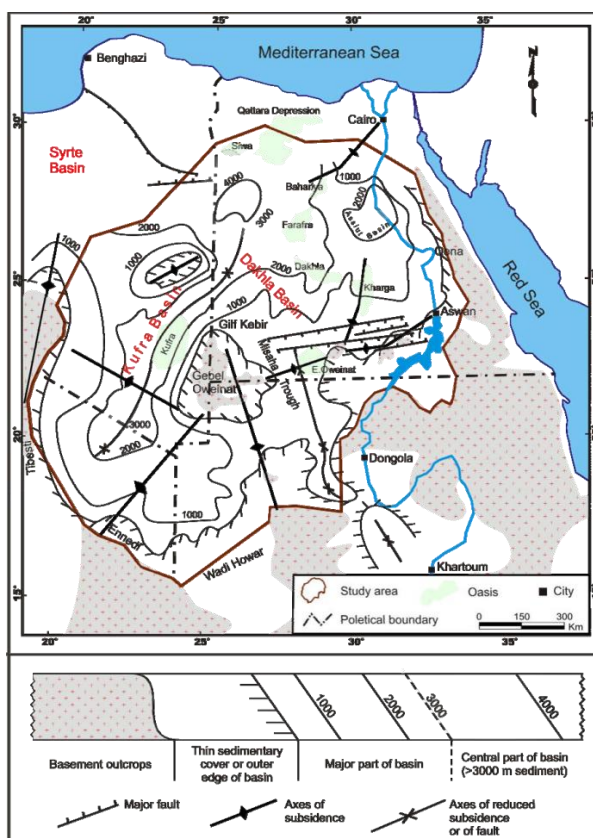 20
25
30
35
Mediterranean Sea
Benghazi
30
Qattara Depression
Cairo
Siwa
Syrte
Basin
4000
3000
Bahariya
1000
2000
Assiut Basin
Farafra
2000
1000
1000
Dakhla Basin
2000
Dakhla
Qena
Red Sea
25
Kufra Basin
1000
Kharga
Aswan
Gilf Kebir
Kufra
Misaha
Trough
E.Oweinat
Gebel
Oweinat
20
3000
2000
Tibesti
Dongola
1000
Ennedi
Wadi Howar
Khartoum
15
Study area
Oasis
City
Poletical boundary
0 150 300
Km
20
25
30
35
1000
2000
3000
4000
Basement outcrops
Thin sedimentary
cover or outer
edge of basin
Major part of basin
Central part of basin
(>3000 m sediment)
Major fault
Axes of
subsidence
Axes of reduced
subsidence
or of fault